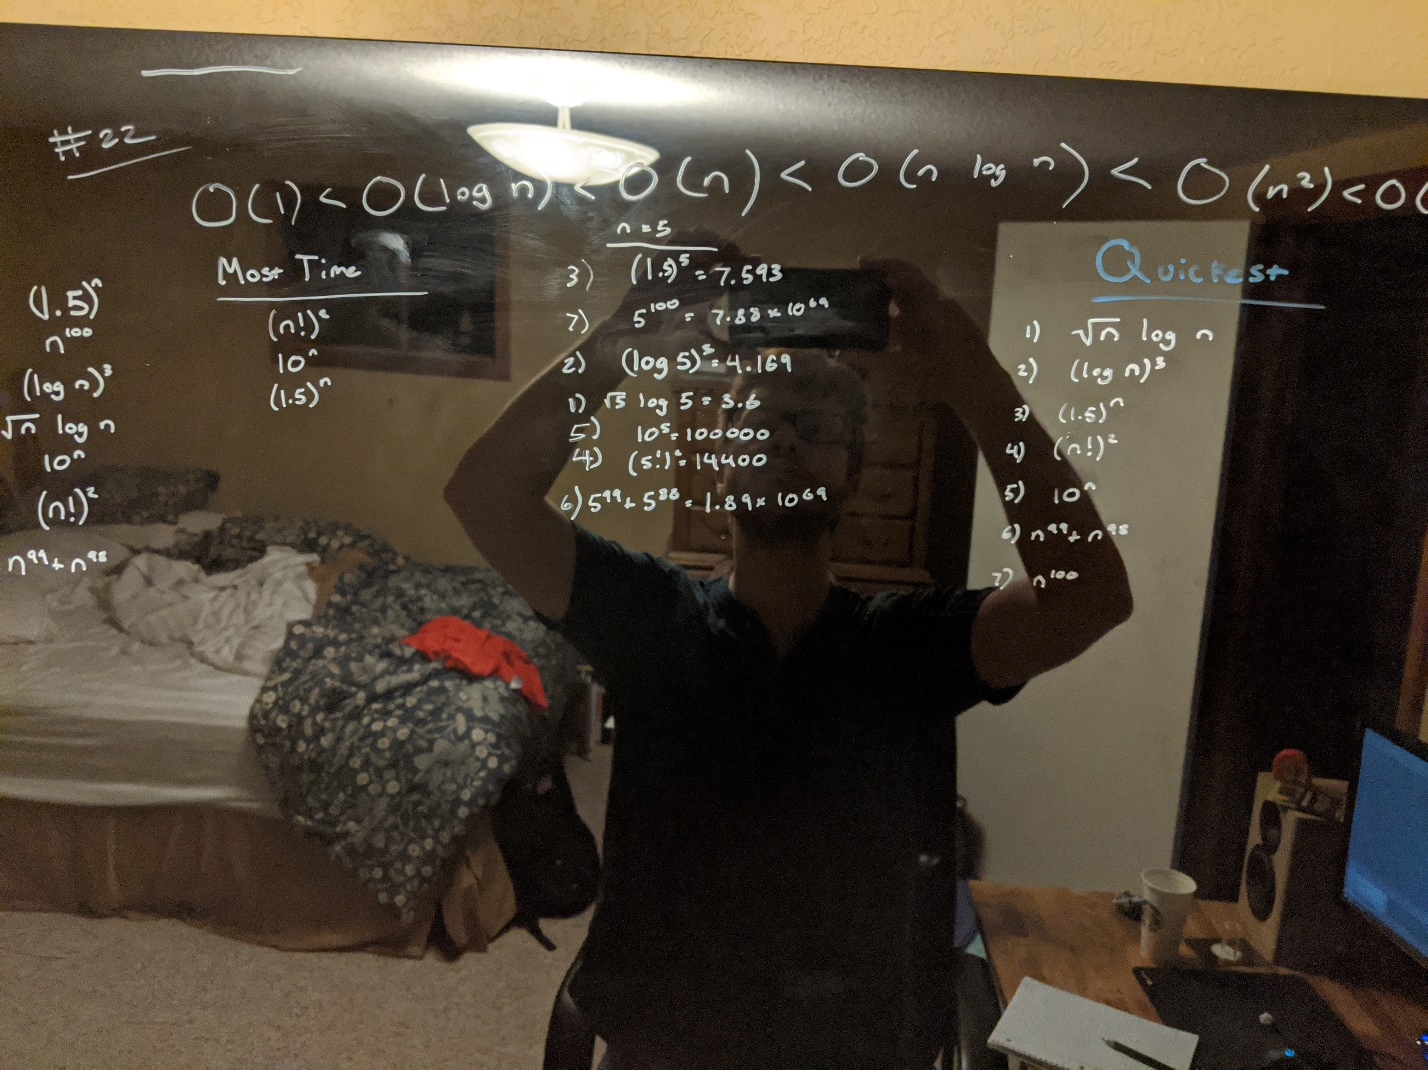 #22
O(1) < O(log n) < O(n) < O(n log n) < O(n²) < O(
(1.5)ⁿ
n¹⁰⁰
(log n)³
√n log n
10ⁿ
(n!)²
n⁹⁹ + n⁹⁸
Most Time
(n!)²
10ⁿ
(1.5)ⁿ
n=5
3) (1.5)⁵ = 7.593
7) 5¹⁰⁰ = 7.88 × 10⁶⁹
2) (log 5)³ = 4.169
1) √5 log 5 = 3.6
5) 10⁵ = 100000
4) (5!)² = 14400
6) 5⁹⁹ + 5⁹⁸ = 1.89 × 10⁶⁹
Quickest
1) √n log n
2) (log n)³
3) (1.5)ⁿ
4) (n!)²
5) 10ⁿ
6) n⁹⁹ + n⁹⁸
7) n¹⁰⁰